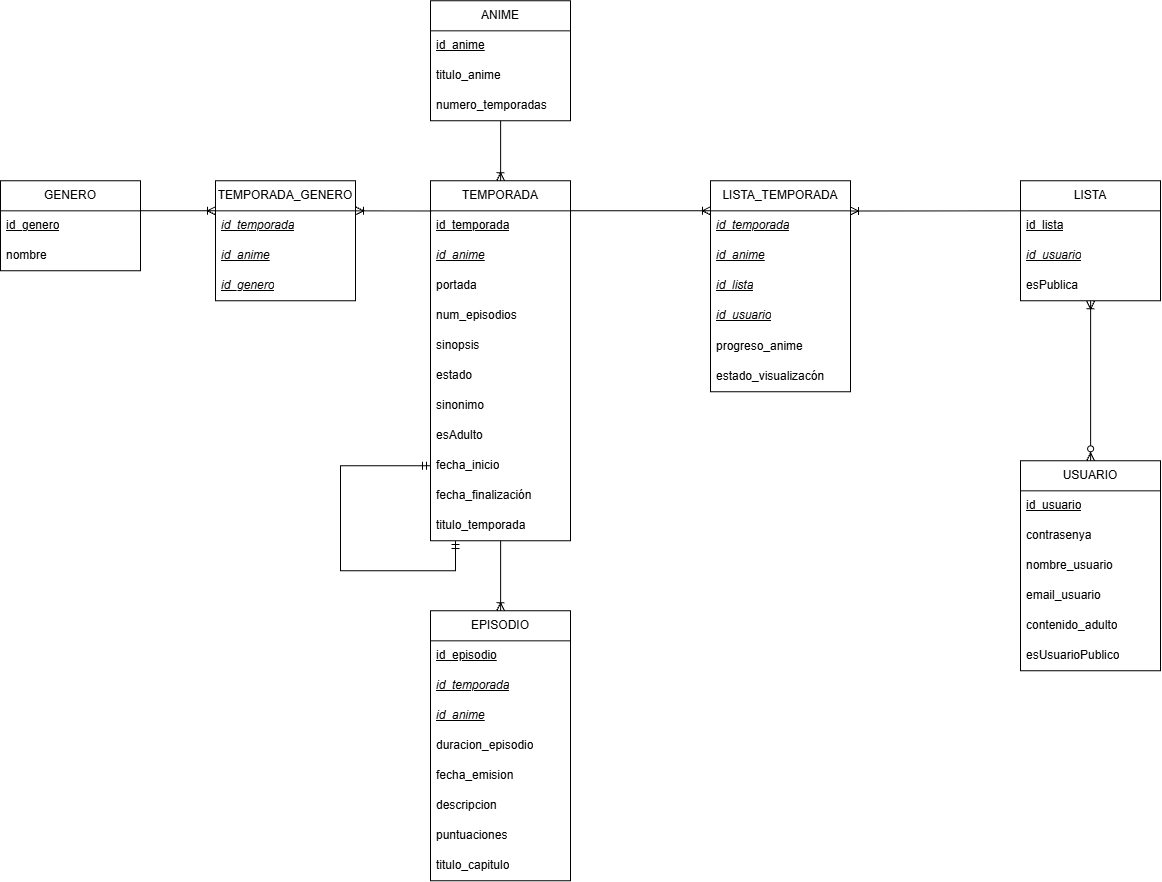 ANIME
id_anime
titulo_anime
numero_temporadas
GENERO
id_genero
nombre
TEMPORADA_GENERO
id_temporada
id_anime
id_genero
TEMPORADA
id_temporada
id_anime
portada
num_episodios
sinopsis
estado
sinonimo
esAdulto
fecha_inicio
fecha_finalización
titulo_temporada
LISTA_TEMPORADA
id_temporada
id_anime
id_lista
id_usuario
progreso_anime
estado_visualizacón
LISTA
id_lista
id_usuario
esPublica
USUARIO
id_usuario
contrasenya
nombre_usuario
email_usuario
contenido_adulto
esUsuarioPublico
EPISODIO
id_episodio
id_temporada
id_anime
duracion_episodio
fecha_emision
descripcion
puntuaciones
titulo_capitulo